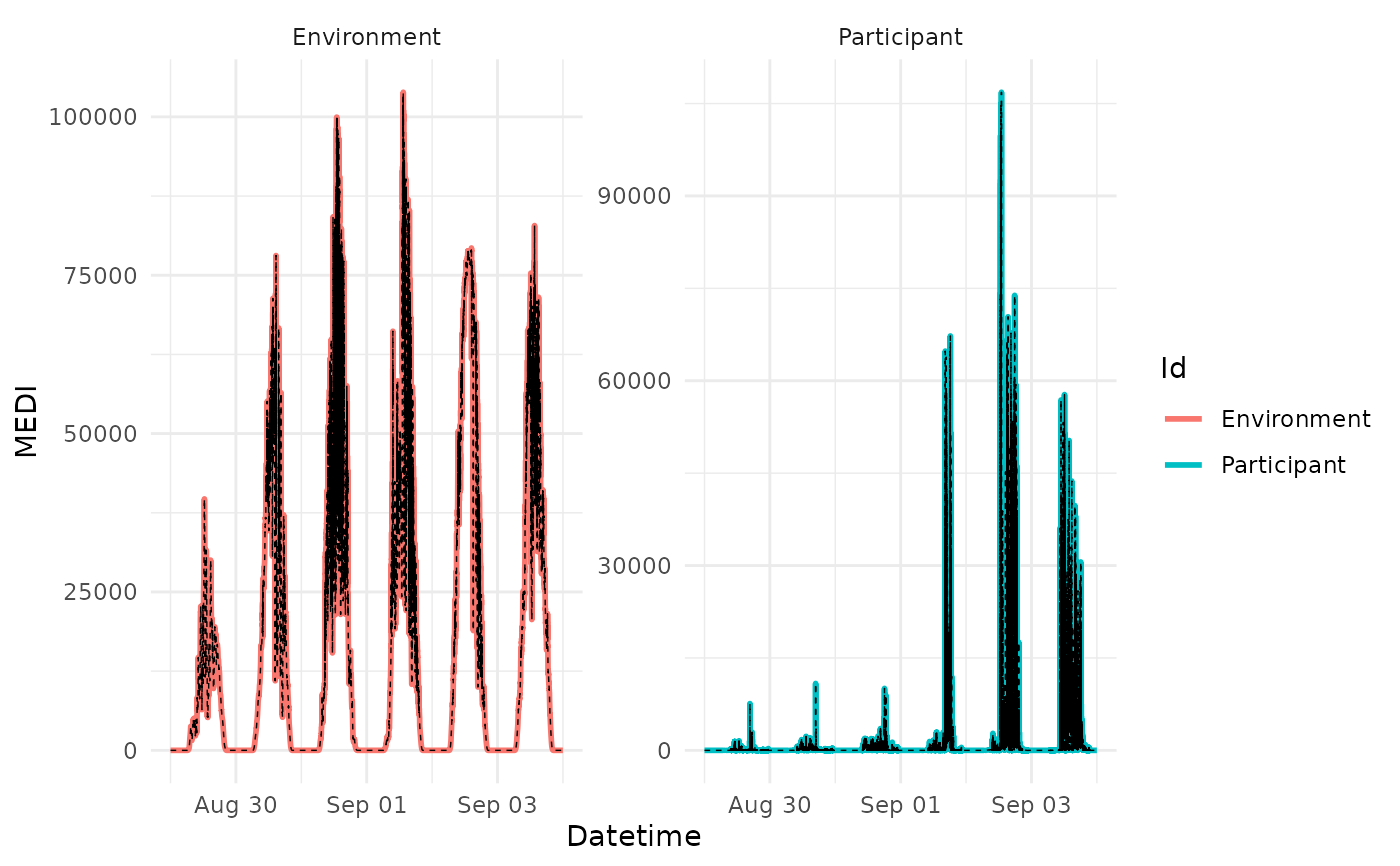 Environment
Participant
MEDI
100000
75000
50000
25000
0
90000
60000
30000
0
Aug 30
Sep 01
Sep 03
Aug 30
Sep 01
Sep 03
Datetime
Id
Environment
Participant